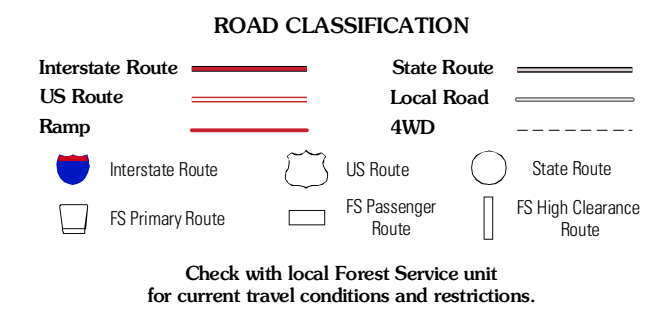 ROAD CLASSIFICATION
Interstate Route State Route
US Route Local Road
Ramp 4WD
Interstate Route US Route State Route
FS Primary Route
FS Passenger
Route
FS High Clearance
Route
Check with local Forest Service unit
for current travel conditions and restrictions.